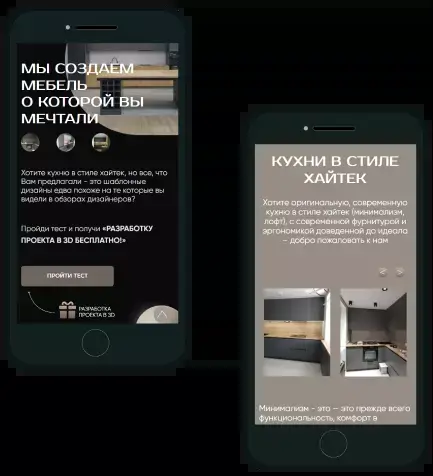 МЫ СОЗДАЕМ
МЕБЕЛЬ
О КОТОРОЙ ВЫ
МЕЧТАЛИ
Хотите кухню в стиле хайтек, но все, что
Вам предлагали - это шаблонные
дизайны едва похоже на те которые вы
видели в обзорах дизайнеров?
Пройди тест и получи «РАЗРАБОТКУ
ПРОЕКТА В 3D БЕСПЛАТНО!»
ПРОЙТИ ТЕСТ
РАЗРАБОТКА
ПРОЕКТА В 3D
КУХНИ В СТИЛЕ
ХАЙТЕК
Хотите оригинальную, современную
кухню в стиле хайтек (минимализм,
лофт), с современной фурнитурой и
эргономикой доведенной до идеала
– добро пожаловать к нам
Минимализм - это — это прежде всего
функциональность, комфорт в